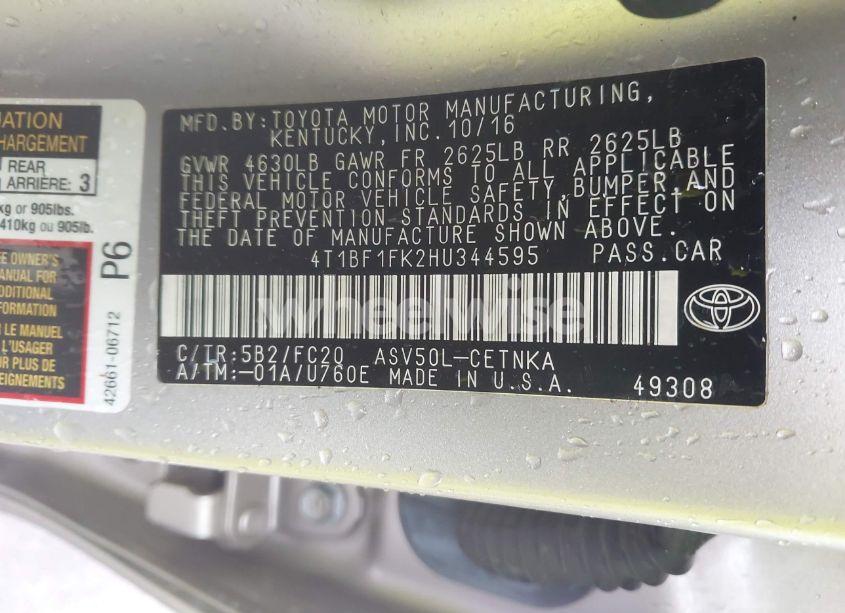 UATION
CHARGEMENT
REAR
ARRIÈRE: 3
kg or 905lbs.
410kg ou 905lb.
E OWNER'S
ANUAL FOR
DDITIONAL
FORMATION
LE MANUEL
L'USAGER
UR PLUS DE
EIGNEMENTS
P6
42661-06712
MFD.BY:TOYOTA MOTOR MANUFACTURING,
KENTUCKY,INC.10/16
GVWR 4630LB GAWR FR 2625LB RR 2625LB
THIS VEHICLE CONFORMS TO ALL APPLICABLE
FEDERAL MOTOR VEHICLE SAFETY,BUMPER,AND
THEFT PREVENTION STANDARDS IN EFFECT ON
THE DATE OF MANUFACTURE SHOWN ABOVE.
4T1BF1FK2HU344595 PASS.CAR
wheelwise
C/TR:5B2/FC20 ASV50L-CETNKA
A/TM:-01A/U760E MADE IN U.S.A. 49308